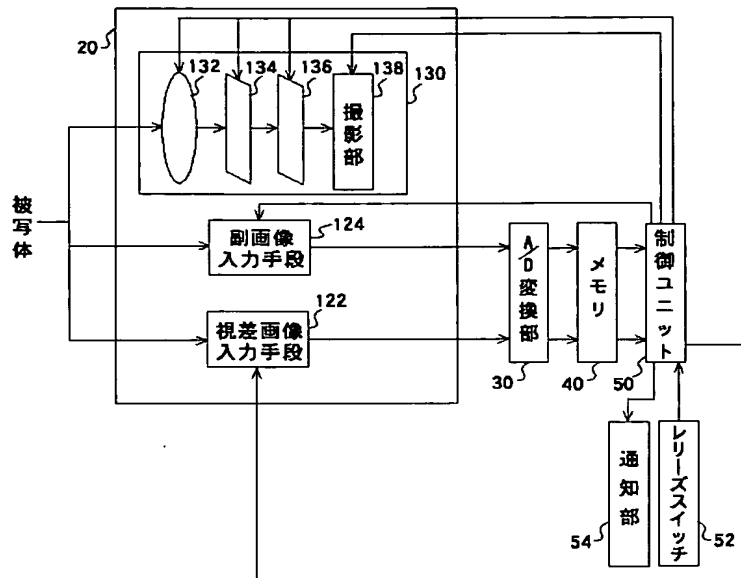 20
132
134
136
138
130
撮影部
被写体
副画像
入力手段
124
視差画像
入力手段
122
A/D変換部
30
メモリ
40
制御ユニット
50
通知部
54
レリーズスイッチ
52